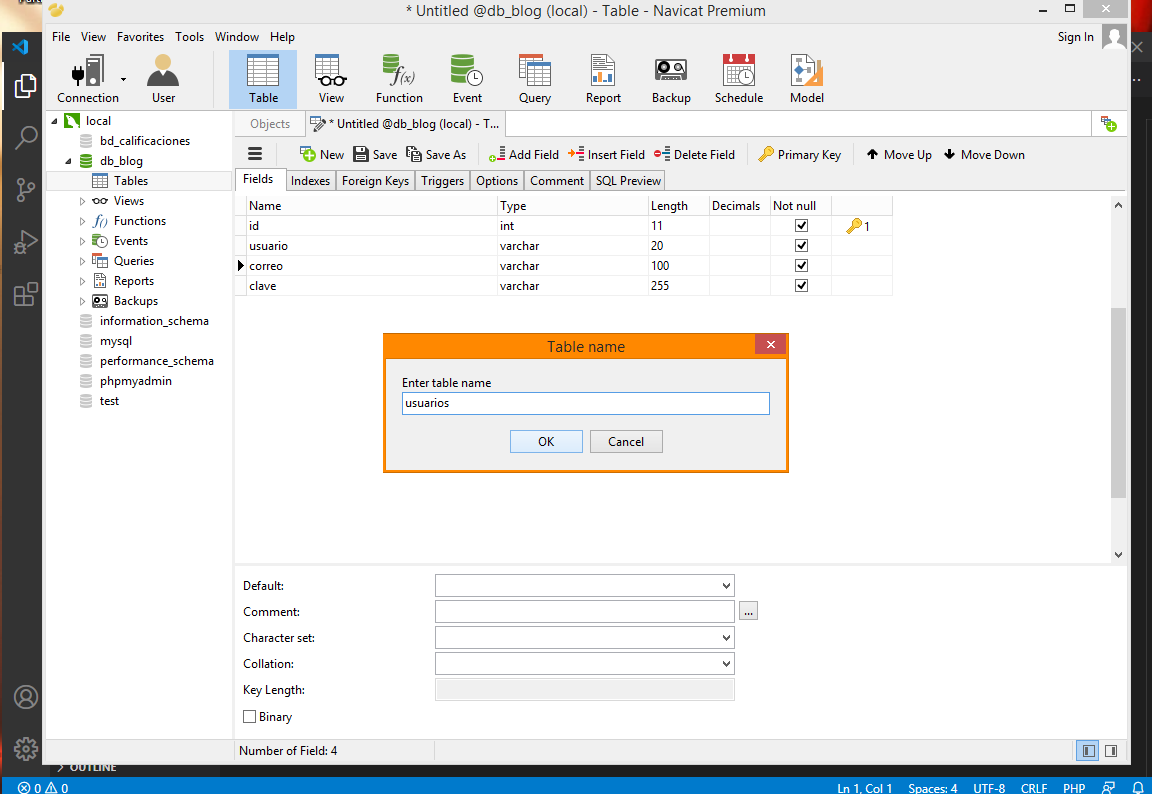 * Untitled @db_blog (local) - Table - Navicat Premium
File View Favorites Tools Window Help Sign In
Connection User Table View Function Event Query Report Backup Schedule Model
local
bd_calificaciones
db_blog
Tables
Views
Functions
Events
Queries
Reports
Backups
information_schema
mysql
performance_schema
phpmyadmin
test
Objects * Untitled @db_blog (local) - T...
New Save Save As Add Field Insert Field Delete Field Primary Key Move Up Move Down
Fields Indexes Foreign Keys Triggers Options Comment SQL Preview
Name Type Length Decimals Not null
id int 11 1
usuario varchar 20
correo varchar 100
clave varchar 255
Table name
Enter table name
usuarios
OK Cancel
Default:
Comment: ...
Character set:
Collation:
Key Length:
Binary
Number of Field: 4
OUTLINE
0 0 Ln 1, Col 1 Spaces: 4 UTF-8 CRLF PHP